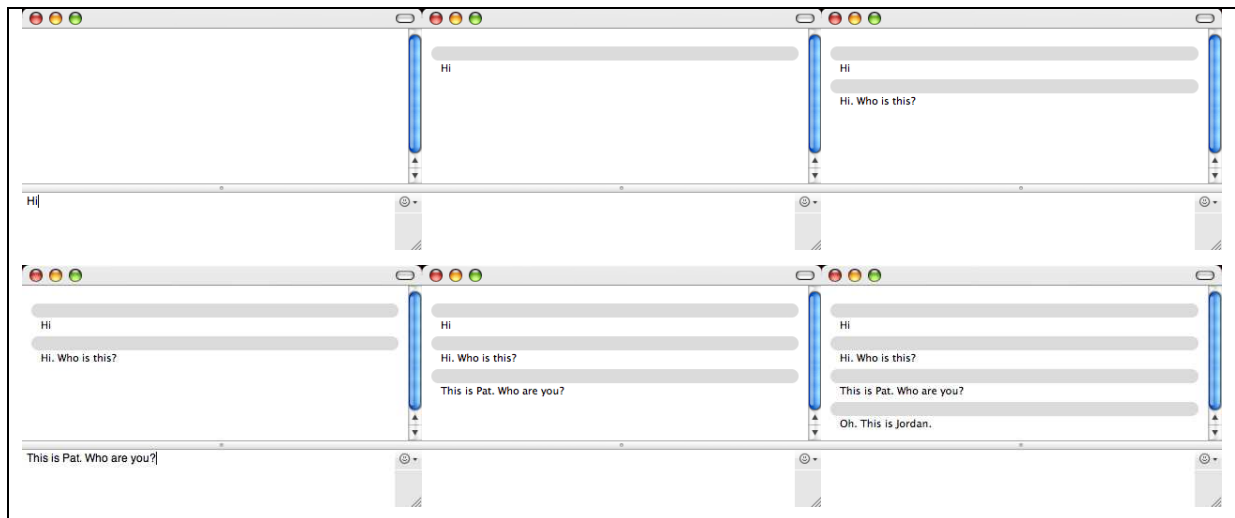 Hi
Hi
Hi
Hi. Who is this?
Hi
Hi
Hi. Who is this?
This is Pat. Who are you?
Hi
Hi. Who is this?
This is Pat. Who are you?
Hi
Hi. Who is this?
This is Pat. Who are you?
Oh. This is Jordan.